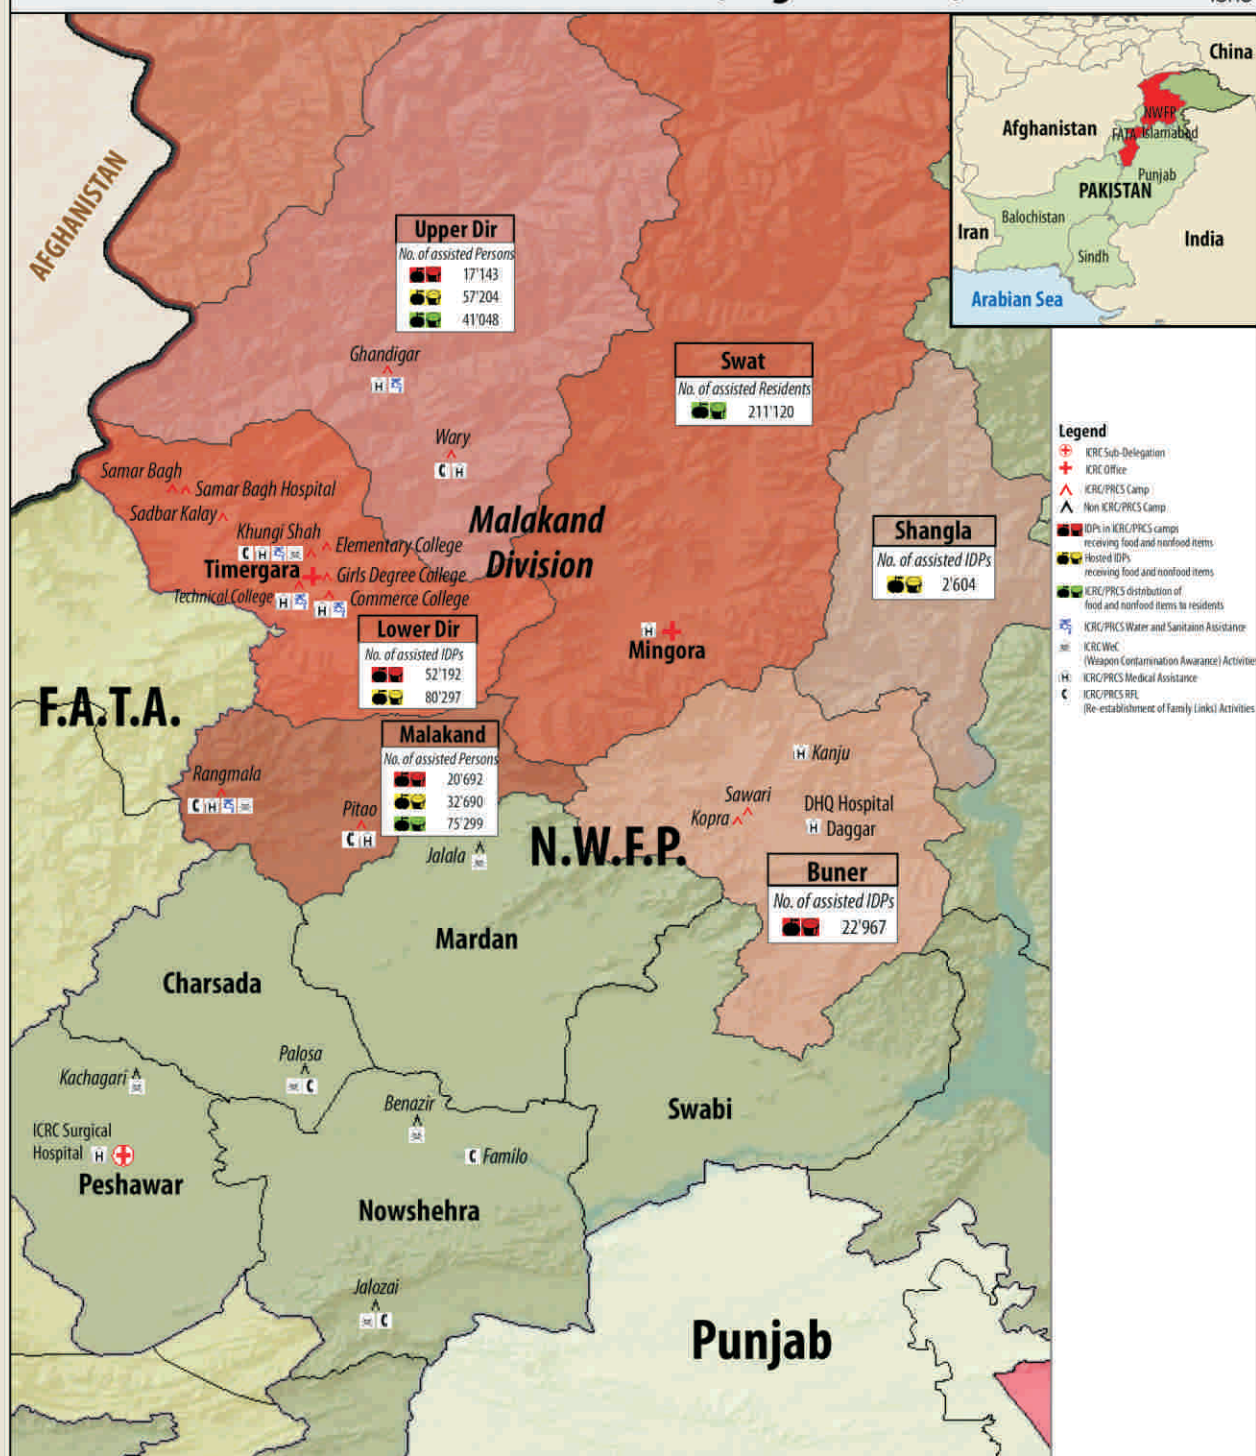 China
NWFP
Afghanistan
FATA
Islamabad
Punjab
PAKISTAN
Balochistan
Iran
India
Sindh
Arabian Sea
AFGHANISTAN
Upper Dir
No. of assisted Persons
17'143
57'204
41'048
Ghandigar
Swat
No. of assisted Residents
211'120
Wary
C H
Samar Bagh
Samar Bagh Hospital
Sadbar Kalay
Khungi Shah
C H
Elementary College
Malakand
Division
Timergara
Girls Degree College
Technical College
H
Commerce College
H
Shangla
No. of assisted IDPs
2'604
Lower Dir
No. of assisted IDPs
52'192
80'297
H
Mingora
F.A.T.A.
Malakand
No. of assisted Persons
20'692
32'690
75'299
Rangmala
C H
Pitao
C H
Jalala
N.W.F.P.
H Kanju
Sawari
Kopra
DHQ Hospital
H Daggar
Buner
No. of assisted IDPs
22'967
Mardan
Charsada
Palosa
C
Kachagari
Benazir
Swabi
ICRC Surgical
Hospital H
Peshawar
C Familo
Nowshehra
Jalozai
C
Punjab
Legend
ICRC Sub-Delegation
ICRC Office
ICRC/PRCS Camp
Non ICRC/PRCS Camp
IDPs in ICRC/PRCS camps
receiving food and nonfood items
Hosted IDPs
receiving food and nonfood items
ICRC/PRCS distribution of
food and nonfood items to residents
ICRC/PRCS Water and Sanitaion Assistance
ICRC WeC
(Weapon Contamination Awarance) Activities
H ICRC/PRCS Medical Assistance
C ICRC/PRCS RFL
(Re-establishment of Family Links) Activities